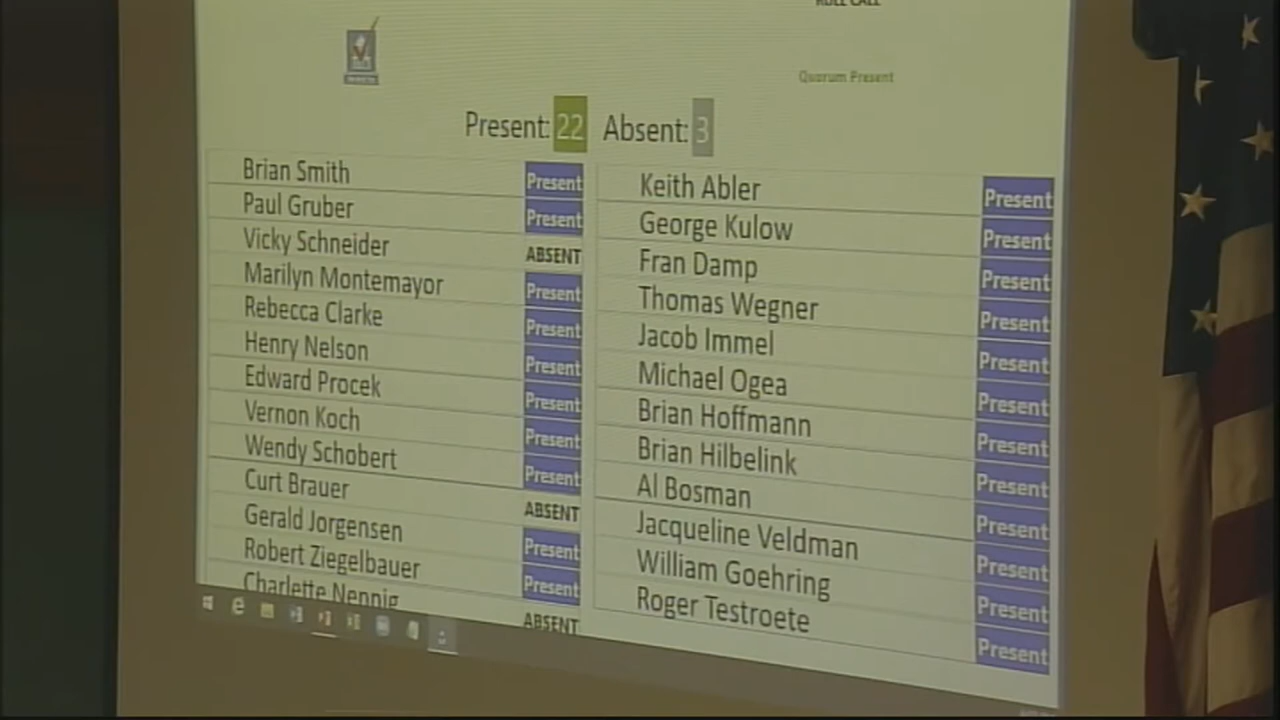 ROLL CALL
Quorum Present
Present: 22 Absent: 3
Brian Smith Present
Paul Gruber Present
Vicky Schneider ABSENT
Marilyn Montemayor Present
Rebecca Clarke Present
Henry Nelson Present
Edward Procek Present
Vernon Koch Present
Wendy Schobert Present
Curt Brauer ABSENT
Gerald Jorgensen Present
Robert Ziegelbauer Present
Charlette Nennig ABSENT
Keith Abler Present
George Kulow Present
Fran Damp Present
Thomas Wegner Present
Jacob Immel Present
Michael Ogea Present
Brian Hoffmann Present
Brian Hilbelink Present
Al Bosman Present
Jacqueline Veldman Present
William Goehring Present
Roger Testroete Present